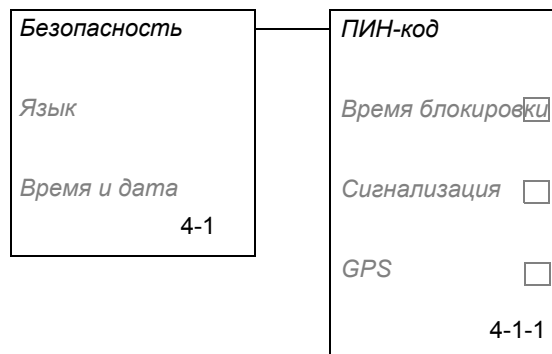 Безопасность
Язык
Время и дата
4-1
ПИН-код
Время блокировки
Сигнализация
GPS
4-1-1